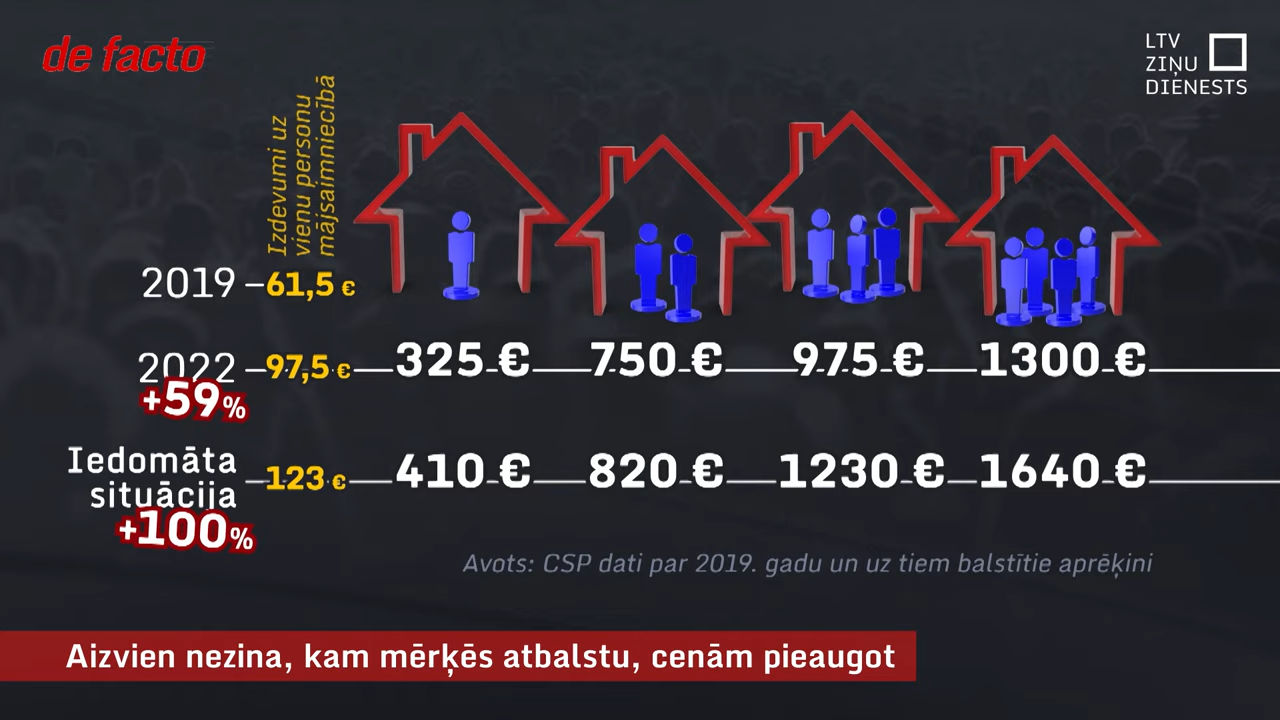 de facto
LTV
ZIŅU
DIENESTS
Izdevumi uz
vienu personu
mājsaimniecībā
2019 61,5 €
2022 97,5 € 325 € 750 € 975 € 1300 €
+59%
Iedomāta
situācija 123 € 410 € 820 € 1230 € 1640 €
+100%
Avots: CSP dati par 2019. gadu un uz tiem balstītie aprēķini
Aizvien nezina, kam mērķēs atbalstu, cenām pieaugot